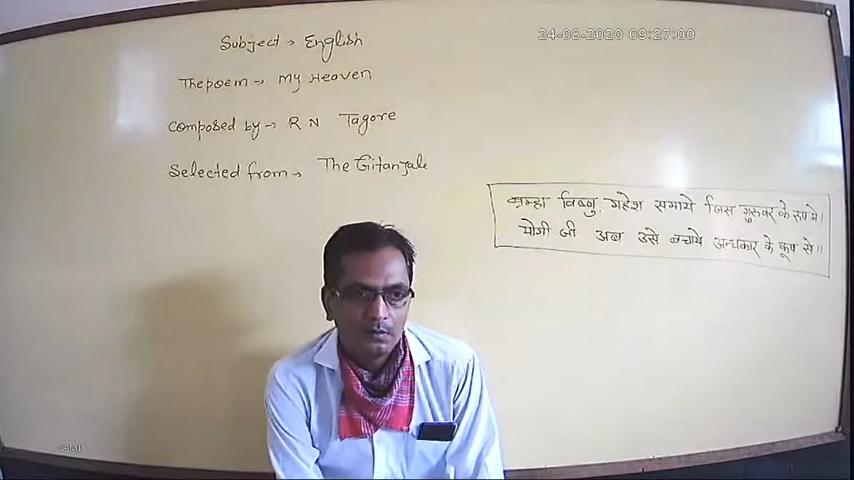 24-08-2020 09:27:00
Subject → English
The poem → My Heaven
Composed by → R N Tagore
Selected from → The Gitanjali
ब्रम्हा विष्णु, महेश समाये जिस गुरुवर के रूप में।
योगी जी अब उसे बचाये अन्धकार के कूप से॥